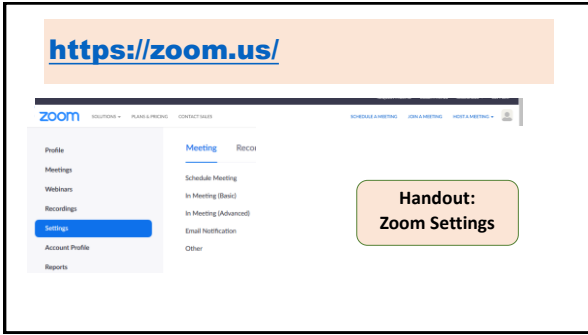 https://zoom.us/
zoom SOLUTIONS PLANS & PRICING CONTACT SALES SCHEDULE A MEETING JOIN A MEETING HOST A MEETING
Profile
Meetings
Webinars
Recordings
Settings
Account Profile
Reports
Meeting Recor
Schedule Meeting
In Meeting (Basic)
In Meeting (Advanced)
Email Notification
Other
Handout:
Zoom Settings